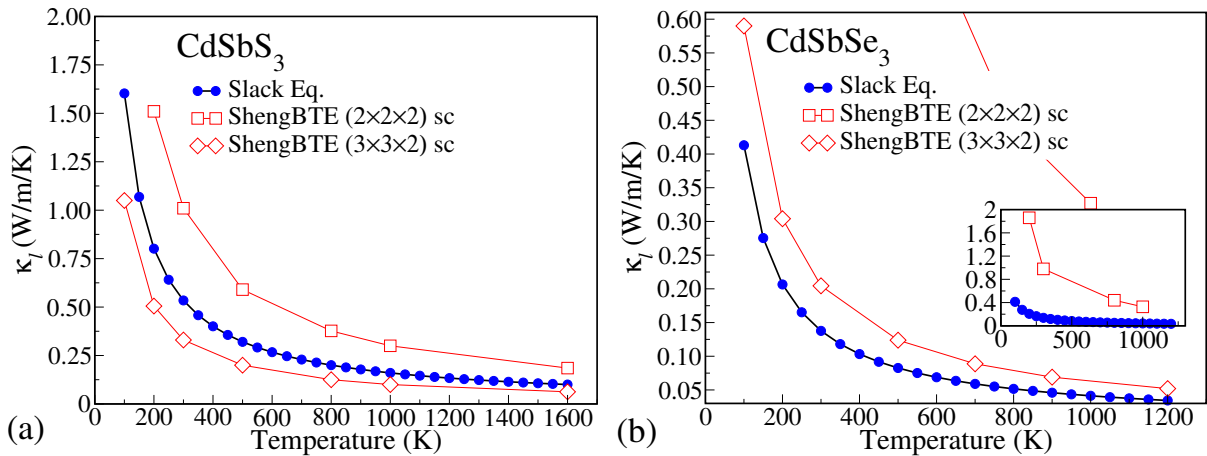 CdSbS3
Slack Eq.
ShengBTE (2×2×2) sc
ShengBTE (3×3×2) sc
2.00
1.75
1.50
1.25
1.00
0.75
0.50
0.25
0
κl (W/m/K)
0 200 400 600 800 1000 1200 1400 1600
Temperature (K)
(a)
CdSbSe3
Slack Eq.
ShengBTE (2×2×2) sc
ShengBTE (3×3×2) sc
0.60
0.55
0.50
0.45
0.40
0.35
0.30
0.25
0.20
0.15
0.10
0.05
κl (W/m/K)
2
1.6
1.2
0.8
0.4
0
0 500 1000
0 200 400 600 800 1000 1200
Temperature (K)
(b)